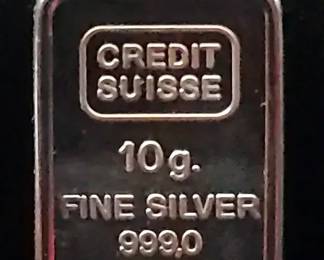 CREDIT
SUISSE
10g.
FINE SILVER
999,0